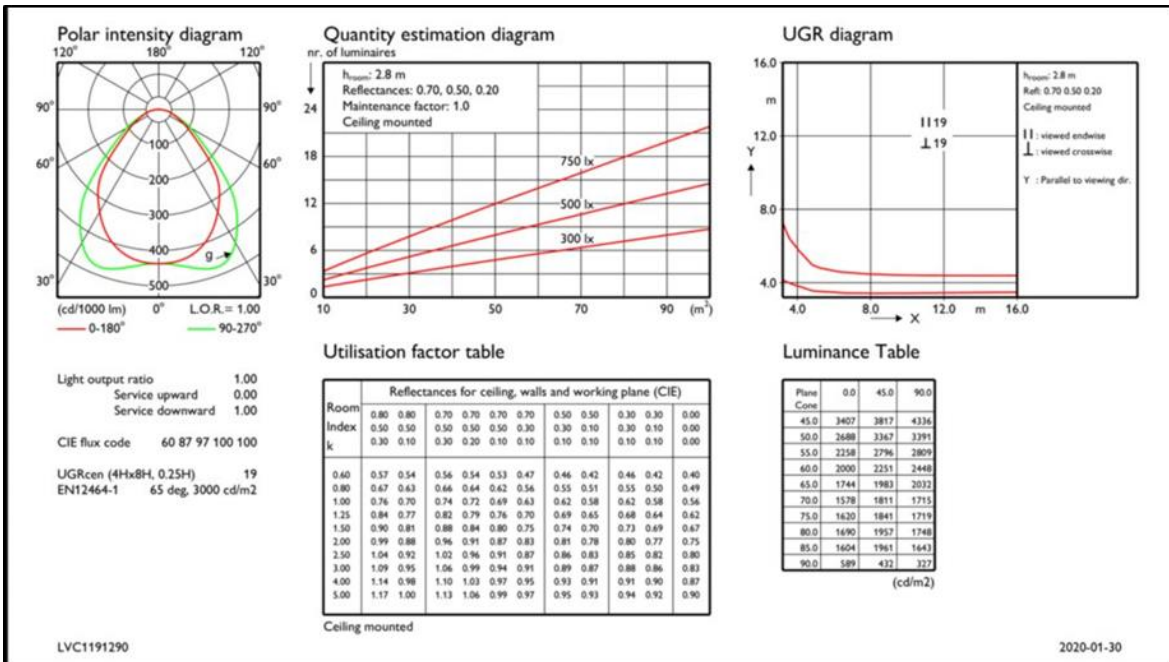 Polar intensity diagram
120° 180° 120°
90° 90°
60° 60°
30° 30°
100
200
300
400
500
g
(cd/1000 lm) 0° L.O.R.= 1.00
0-180° 90-270°
Light output ratio 1.00
Service upward 0.00
Service downward 1.00
CIE flux code 60 87 97 100 100
UGRcen (4Hx8H, 0.25H) 19
EN12464-1 65 deg, 3000 cd/m2
LVC1191290
Quantity estimation diagram
nr. of luminaires
hroom: 2.8 m
Reflectances: 0.70, 0.50, 0.20
Maintenance factor: 1.0
Ceiling mounted
24
18
12
6
0
750 lx
500 lx
300 lx
10 30 50 70 90 (m²)
Utilisation factor table
Room Index k
Reflectances for ceiling, walls and working plane (CIE)
0.80 0.80 0.70 0.70 0.70 0.70 0.50 0.50 0.30 0.30 0.00
0.50 0.50 0.50 0.50 0.50 0.30 0.30 0.10 0.30 0.10 0.00
0.30 0.10 0.30 0.20 0.10 0.10 0.10 0.10 0.10 0.10 0.00
0.60 0.57 0.54 0.56 0.54 0.53 0.47 0.46 0.42 0.46 0.42 0.40
0.80 0.67 0.63 0.66 0.64 0.62 0.56 0.55 0.51 0.55 0.50 0.49
1.00 0.76 0.70 0.74 0.72 0.69 0.63 0.62 0.58 0.62 0.58 0.56
1.25 0.84 0.77 0.82 0.79 0.76 0.70 0.69 0.65 0.68 0.64 0.62
1.50 0.90 0.81 0.88 0.84 0.80 0.75 0.74 0.70 0.73 0.69 0.67
2.00 0.99 0.88 0.96 0.91 0.87 0.83 0.81 0.78 0.80 0.77 0.75
2.50 1.04 0.92 1.02 0.96 0.91 0.87 0.86 0.83 0.85 0.82 0.80
3.00 1.09 0.95 1.06 0.99 0.94 0.91 0.89 0.87 0.88 0.86 0.83
4.00 1.14 0.98 1.10 1.03 0.97 0.95 0.93 0.91 0.91 0.90 0.87
5.00 1.17 1.00 1.13 1.06 0.99 0.97 0.95 0.93 0.94 0.92 0.90
Ceiling mounted
UGR diagram
16.0
m
12.0
Y
8.0
4.0
|| 19
⊥ 19
4.0 8.0 12.0 m 16.0
X
hroom: 2.8 m
Refl: 0.70 0.50 0.20
Ceiling mounted
|| : viewed endwise
⊥ : viewed crosswise
Y : Parallel to viewing dir.
Luminance Table
Plane 0.0 45.0 90.0
Cone
45.0 3407 3817 4336
50.0 2688 3367 3391
55.0 2258 2796 2809
60.0 2000 2251 2448
65.0 1744 1983 2032
70.0 1578 1811 1715
75.0 1620 1841 1719
80.0 1690 1957 1748
85.0 1604 1961 1643
90.0 589 432 327
(cd/m2)
2020-01-30